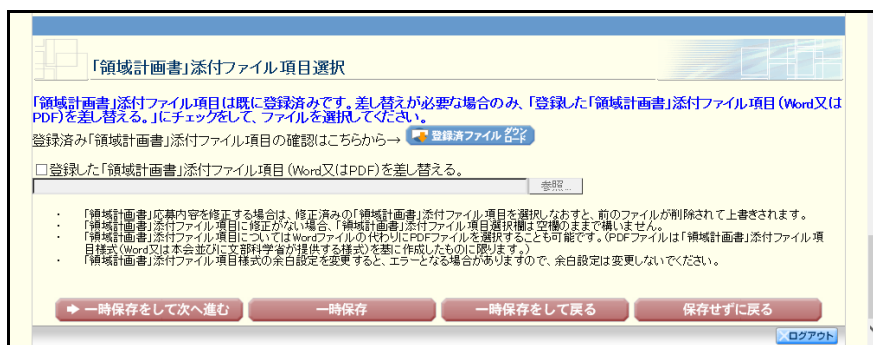 「領域計画書」添付ファイル項目選択
「領域計画書」添付ファイル項目は既に登録済みです。差し替えが必要な場合のみ、「登録した「領域計画書」添付ファイル項目(Word又は
PDF)を差し替える。」にチェックをして、ファイルを選択してください。
登録済み「領域計画書」添付ファイル項目の確認はこちらから→ 登録済ファイル ダウンロード
□登録した「領域計画書」添付ファイル項目(Word又はPDF)を差し替える。
参照...
・ 「領域計画書」応募内容を修正する場合は、修正済みの「領域計画書」添付ファイル項目を選択しなおすと、前のファイルが削除されて上書きされます。
・ 「領域計画書」添付ファイル項目に修正がない場合、「領域計画書」添付ファイル項目選択欄は空欄のままで構いません。
・ 「領域計画書」添付ファイル項目についてはWordファイルの代わりにPDFファイルを選択することも可能です。(PDFファイルは「領域計画書」添付ファイル項
目様式(Word又は本会並びに文部科学省が提供する様式)を基に作成したものに限ります。)
・ 「領域計画書」添付ファイル項目様式の余白設定を変更すると、エラーとなる場合がありますので、余白設定は変更しないでください。
一時保存をして次へ進む 一時保存 一時保存をして戻る 保存せずに戻る
ログアウト